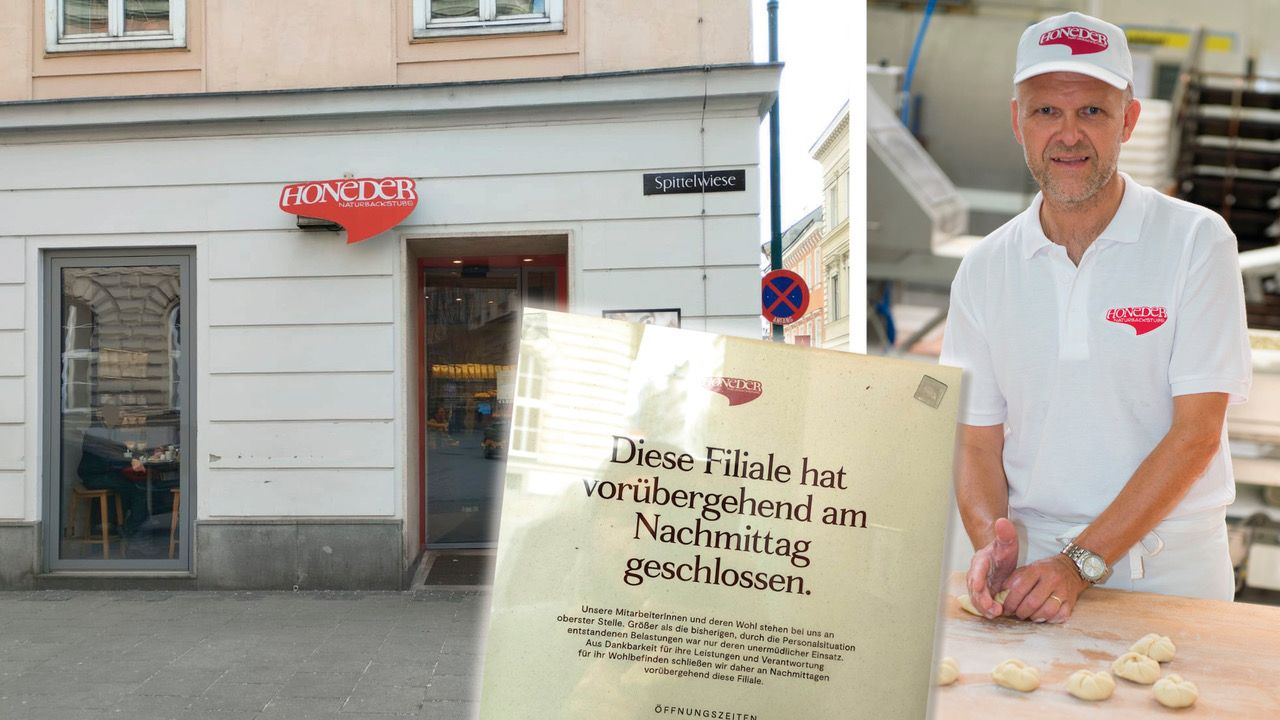 HONEDER
NATURBACKSTUBE
Spittelwiese
ANFANG
HONEDER
Diese Filiale hat
vorübergehend am
Nachmittag
geschlossen.
Unsere MitarbeiterInnen und deren Wohl stehen bei uns an
oberster Stelle. Größer als die bisherigen, durch die Personalsituation
entstandenen Belastungen war nur deren unermüdlicher Einsatz.
Aus Dankbarkeit für ihre Leistungen und Verantwortung
für ihr Wohlbefinden schließen wir daher an Nachmittagen
vorübergehend diese Filiale.
ÖFFNUNGSZEITEN
HONEDER
HONEDER
NATURBACKSTUBE